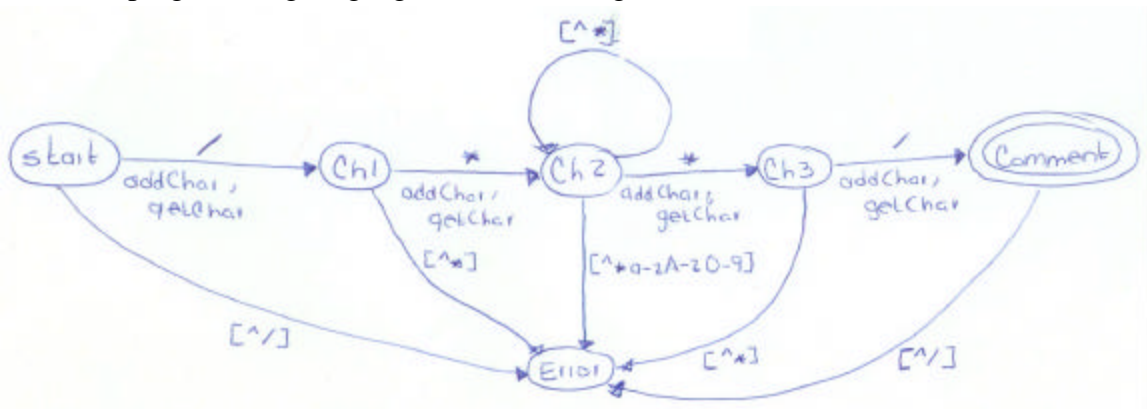 [^*]
start
/
addChar,
getChar
Ch1
*
addChar,
getChar
Ch2
*
addChar,
getChar
Ch3
/
addChar,
getChar
Comment
[^*]
[^*a-zA-Z0-9]
[^/]
[^*]
[^/]
Error